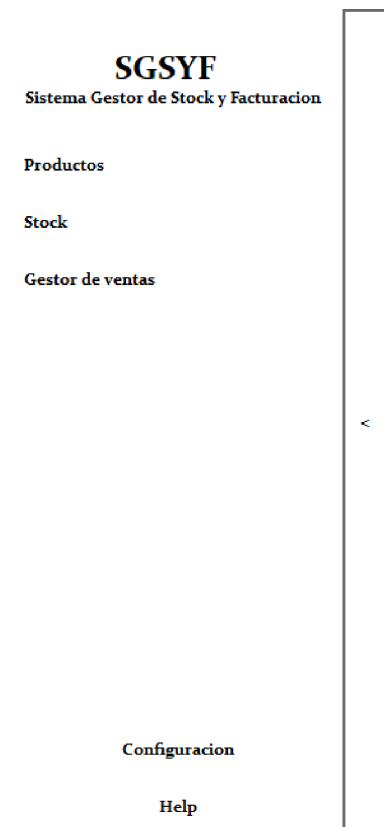 SGSYF
Sistema Gestor de Stock y Facturacion
Productos
Stock
Gestor de ventas
<
Configuracion
Help